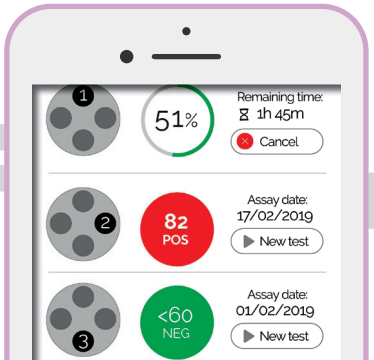 1
51%
Remaining time:
1h 45m
Cancel
2
82
POS
Assay date:
17/02/2019
New test
3
<60
NEG
Assay date:
01/02/2019
New test